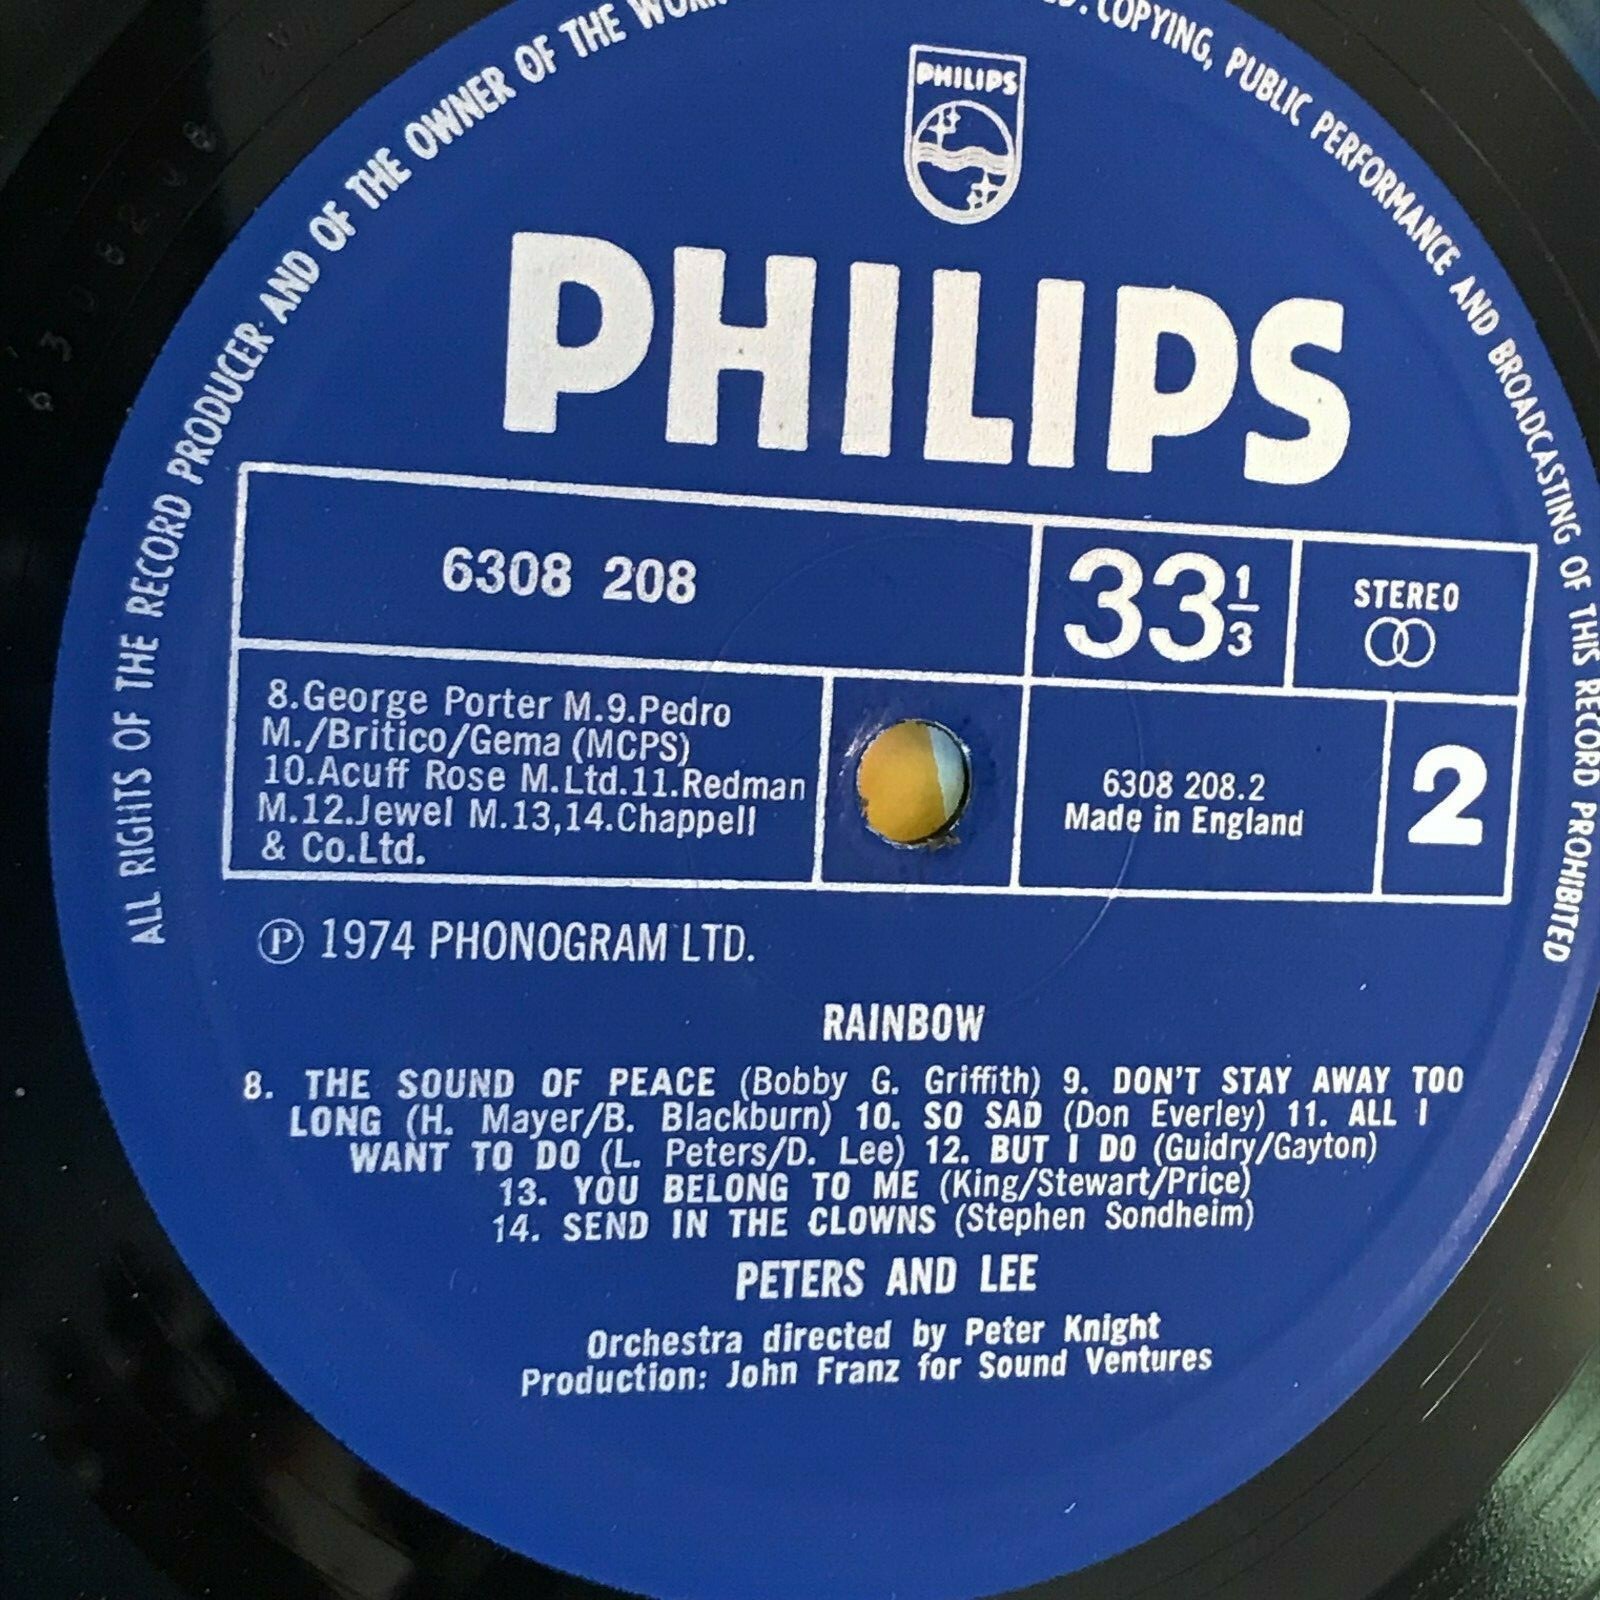 ALL RIGHTS OF THE RECORD PRODUCER AND OF THE OWNER OF THE
COPYING, PUBLIC PERFORMANCE AND BROADCASTING OF THIS RECORD PROHIBITED
PHILIPS
PHILIPS
6308 208
33 1/3
STEREO
8.George Porter M.9.Pedro
M./Britico/Gema (MCPS)
10.Acuff Rose M.Ltd.11.Redman
M.12.Jewel M.13,14.Chappell
& Co.Ltd.
6308 208.2
Made in England
2
Ⓟ 1974 PHONOGRAM LTD.
RAINBOW
8. THE SOUND OF PEACE (Bobby G. Griffith) 9. DON'T STAY AWAY TOO
LONG (H. Mayer/B. Blackburn) 10. SO SAD (Don Everley) 11. ALL I
WANT TO DO (L. Peters/D. Lee) 12. BUT I DO (Guidry/Gayton)
13. YOU BELONG TO ME (King/Stewart/Price)
14. SEND IN THE CLOWNS (Stephen Sondheim)
PETERS AND LEE
Orchestra directed by Peter Knight
Production: John Franz for Sound Ventures